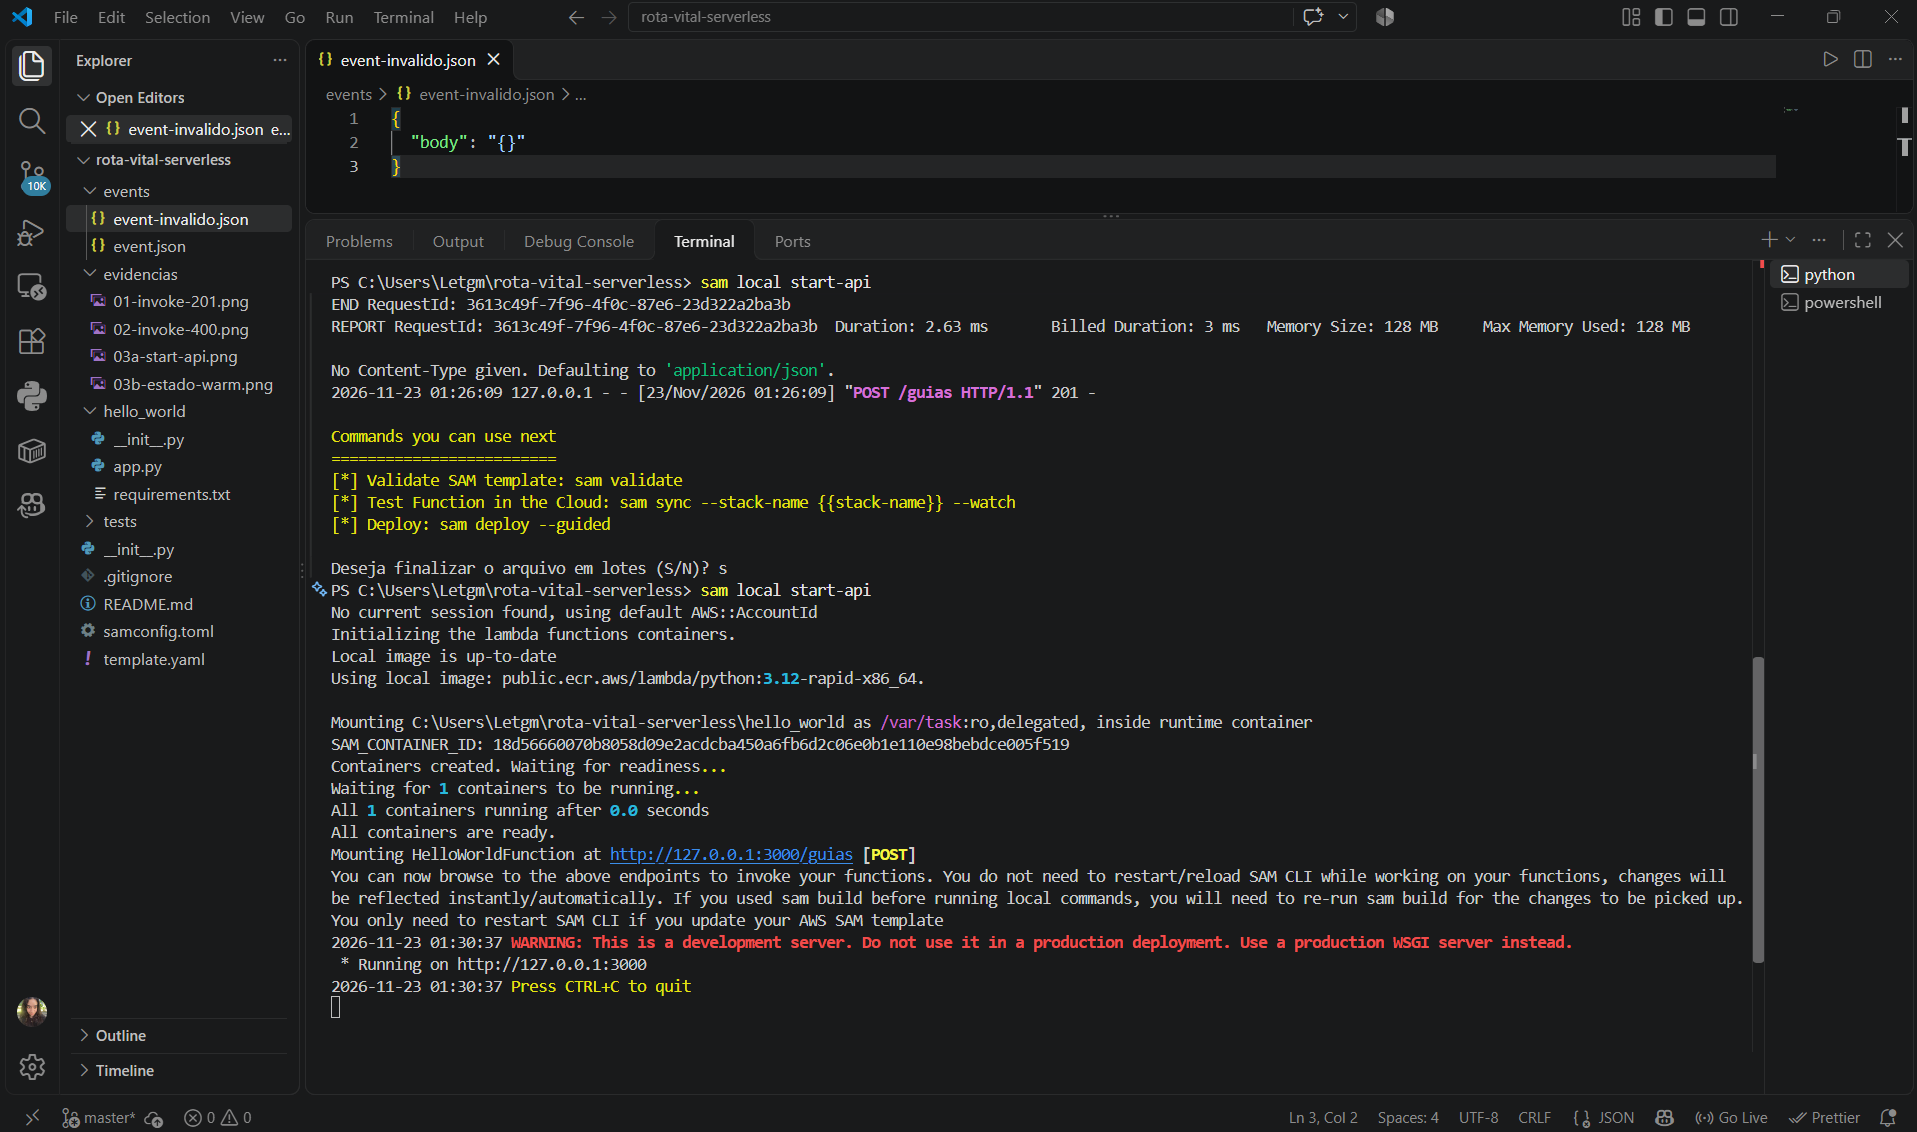 File Edit Selection View Go Run Terminal Help
rota-vital-serverless
Explorer
Open Editors
event-invalido.json e...
rota-vital-serverless
events
event-invalido.json
event.json
evidencias
01-invoke-201.png
02-invoke-400.png
03a-start-api.png
03b-estado-warm.png
hello_world
__init__.py
app.py
requirements.txt
tests
__init__.py
.gitignore
README.md
samconfig.toml
template.yaml
Outline
Timeline
10K
event-invalido.json
events > {} event-invalido.json > ...
1 {
2 "body": "{}"
3 }
Problems Output Debug Console Terminal Ports
python
powershell
PS C:\Users\Letgm\rota-vital-serverless> sam local start-api
END RequestId: 3613c49f-7f96-4f0c-87e6-23d322a2ba3b
REPORT RequestId: 3613c49f-7f96-4f0c-87e6-23d322a2ba3b Duration: 2.63 ms Billed Duration: 3 ms Memory Size: 128 MB Max Memory Used: 128 MB
No Content-Type given. Defaulting to 'application/json'.
2026-11-23 01:26:09 127.0.0.1 - - [23/Nov/2026 01:26:09] "POST /guias HTTP/1.1" 201 -
Commands you can use next
=========================
[*] Validate SAM template: sam validate
[*] Test Function in the Cloud: sam sync --stack-name {{stack-name}} --watch
[*] Deploy: sam deploy --guided
Deseja finalizar o arquivo em lotes (S/N)? s
PS C:\Users\Letgm\rota-vital-serverless> sam local start-api
No current session found, using default AWS::AccountId
Initializing the lambda functions containers.
Local image is up-to-date
Using local image: public.ecr.aws/lambda/python:3.12-rapid-x86_64.
Mounting C:\Users\Letgm\rota-vital-serverless\hello_world as /var/task:ro,delegated, inside runtime container
SAM_CONTAINER_ID: 18d56660070b8058d09e2acdcba450a6fb6d2c06e0b1e110e98bebdce005f519
Containers created. Waiting for readiness...
Waiting for 1 containers to be running...
All 1 containers running after 0.0 seconds
All containers are ready.
Mounting HelloWorldFunction at http://127.0.0.1:3000/guias [POST]
You can now browse to the above endpoints to invoke your functions. You do not need to restart/reload SAM CLI while working on your functions, changes will
be reflected instantly/automatically. If you used sam build before running local commands, you will need to re-run sam build for the changes to be picked up.
You only need to restart SAM CLI if you update your AWS SAM template
2026-11-23 01:30:37 WARNING: This is a development server. Do not use it in a production deployment. Use a production WSGI server instead.
* Running on http://127.0.0.1:3000
2026-11-23 01:30:37 Press CTRL+C to quit
master* 0 0
Ln 3, Col 2 Spaces: 4 UTF-8 CRLF {} JSON Go Live Prettier